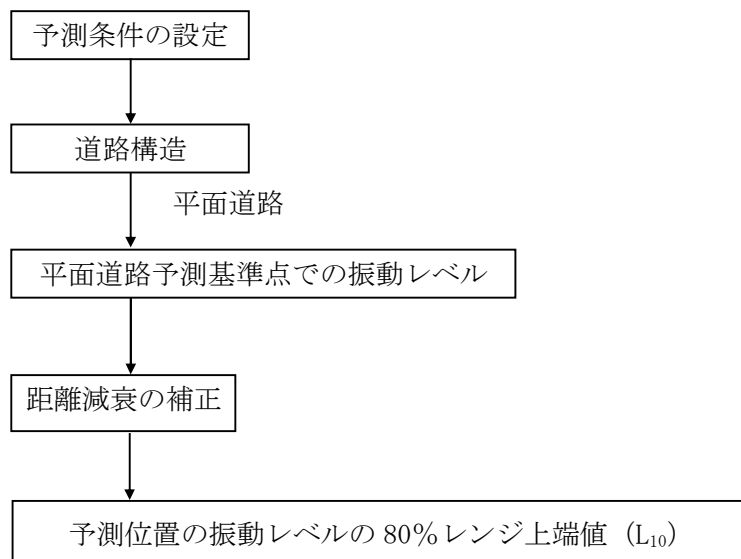 予測条件の設定
道路構造
平面道路
平面道路予測基準点での振動レベル
距離減衰の補正
予測位置の振動レベルの 80%レンジ上端値（L₁₀）